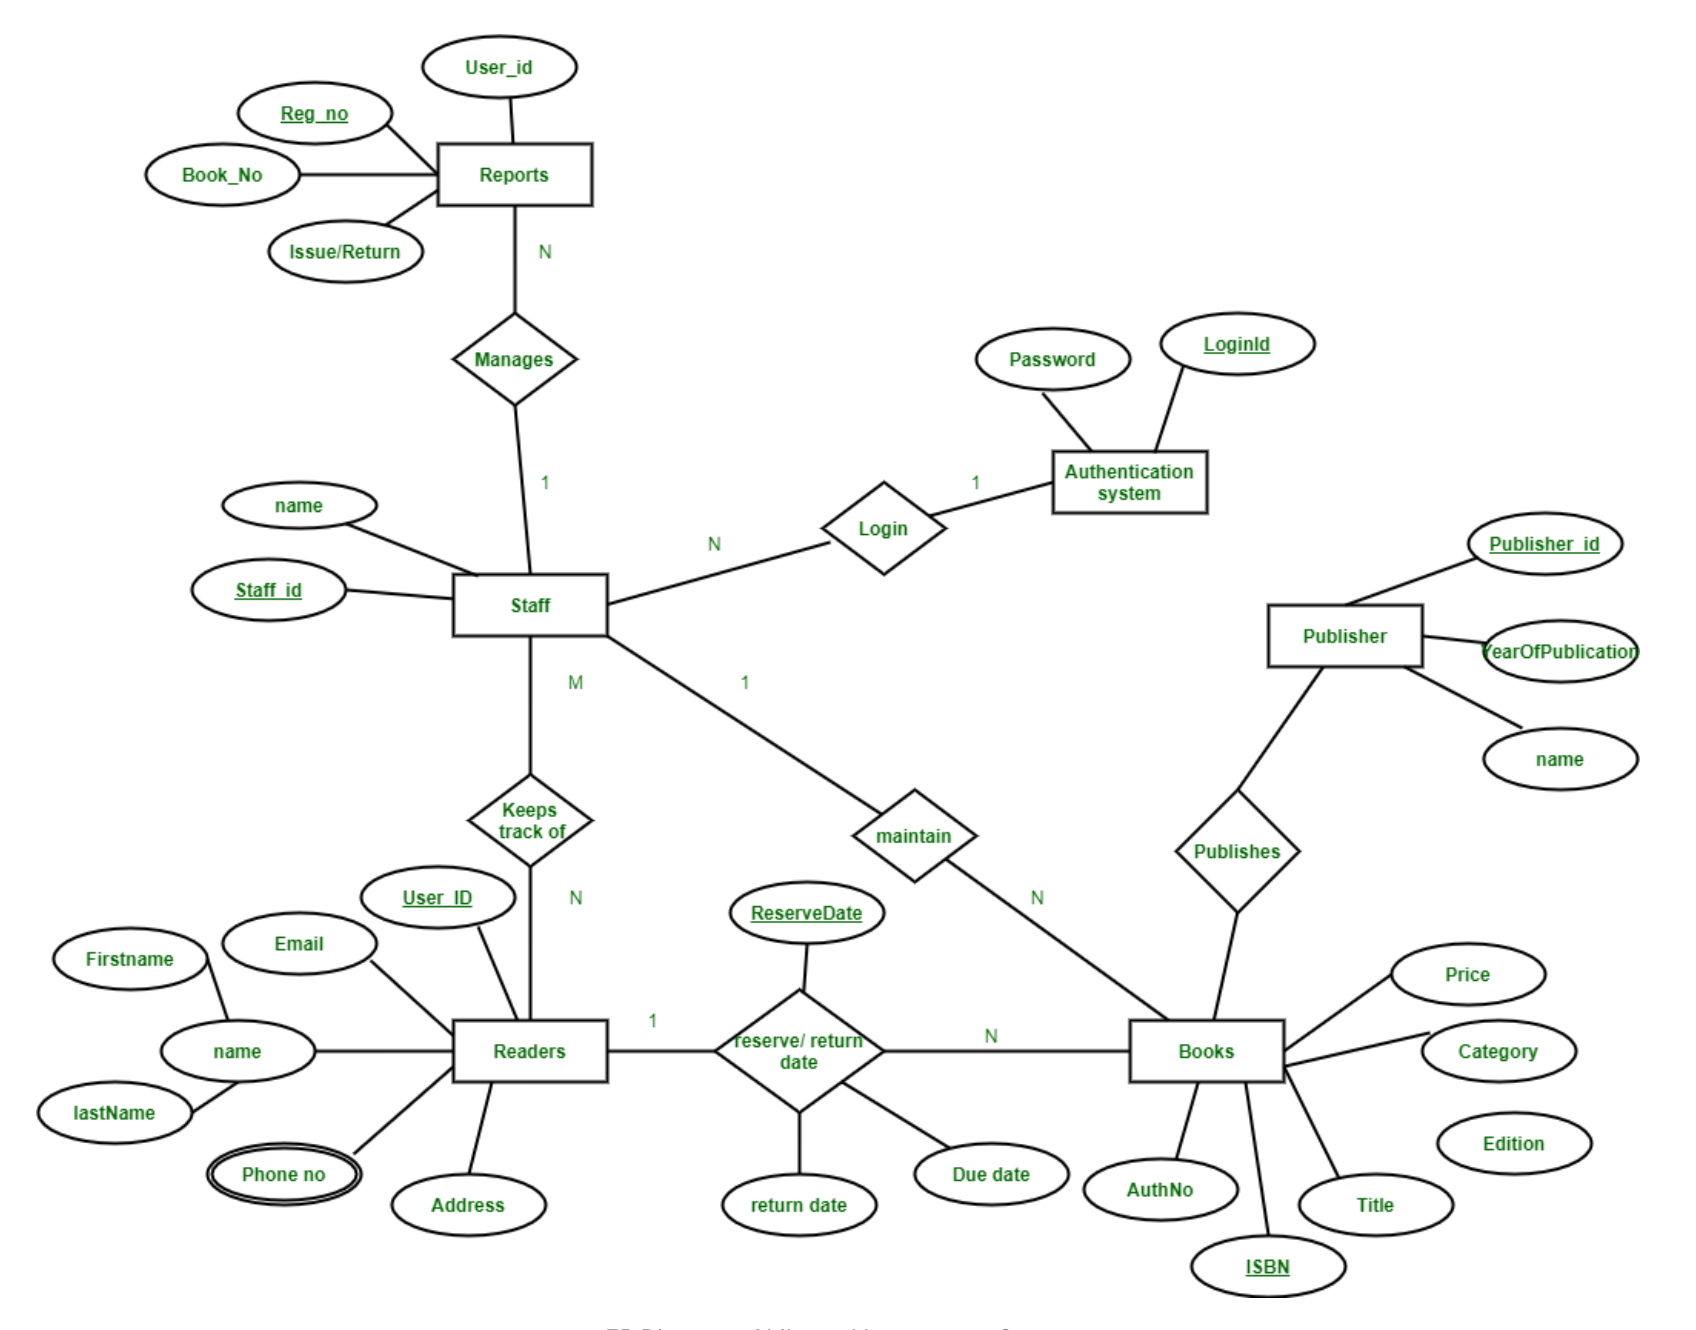 User_id
Reg_no
Book_No
Reports
Issue/Return
N
Manages
Password
LoginId
Authentication
system
1
1
Login
N
name
Staff_id
Staff
Publisher_id
Publisher
YearOfPublication
name
M
1
Keeps
track of
maintain
Publishes
N
N
User_ID
ReserveDate
Email
Firstname
name
lastName
Readers
1
reserve/ return
date
N
Books
Price
Category
Edition
Phone no
Address
return date
Due date
AuthNo
Title
ISBN